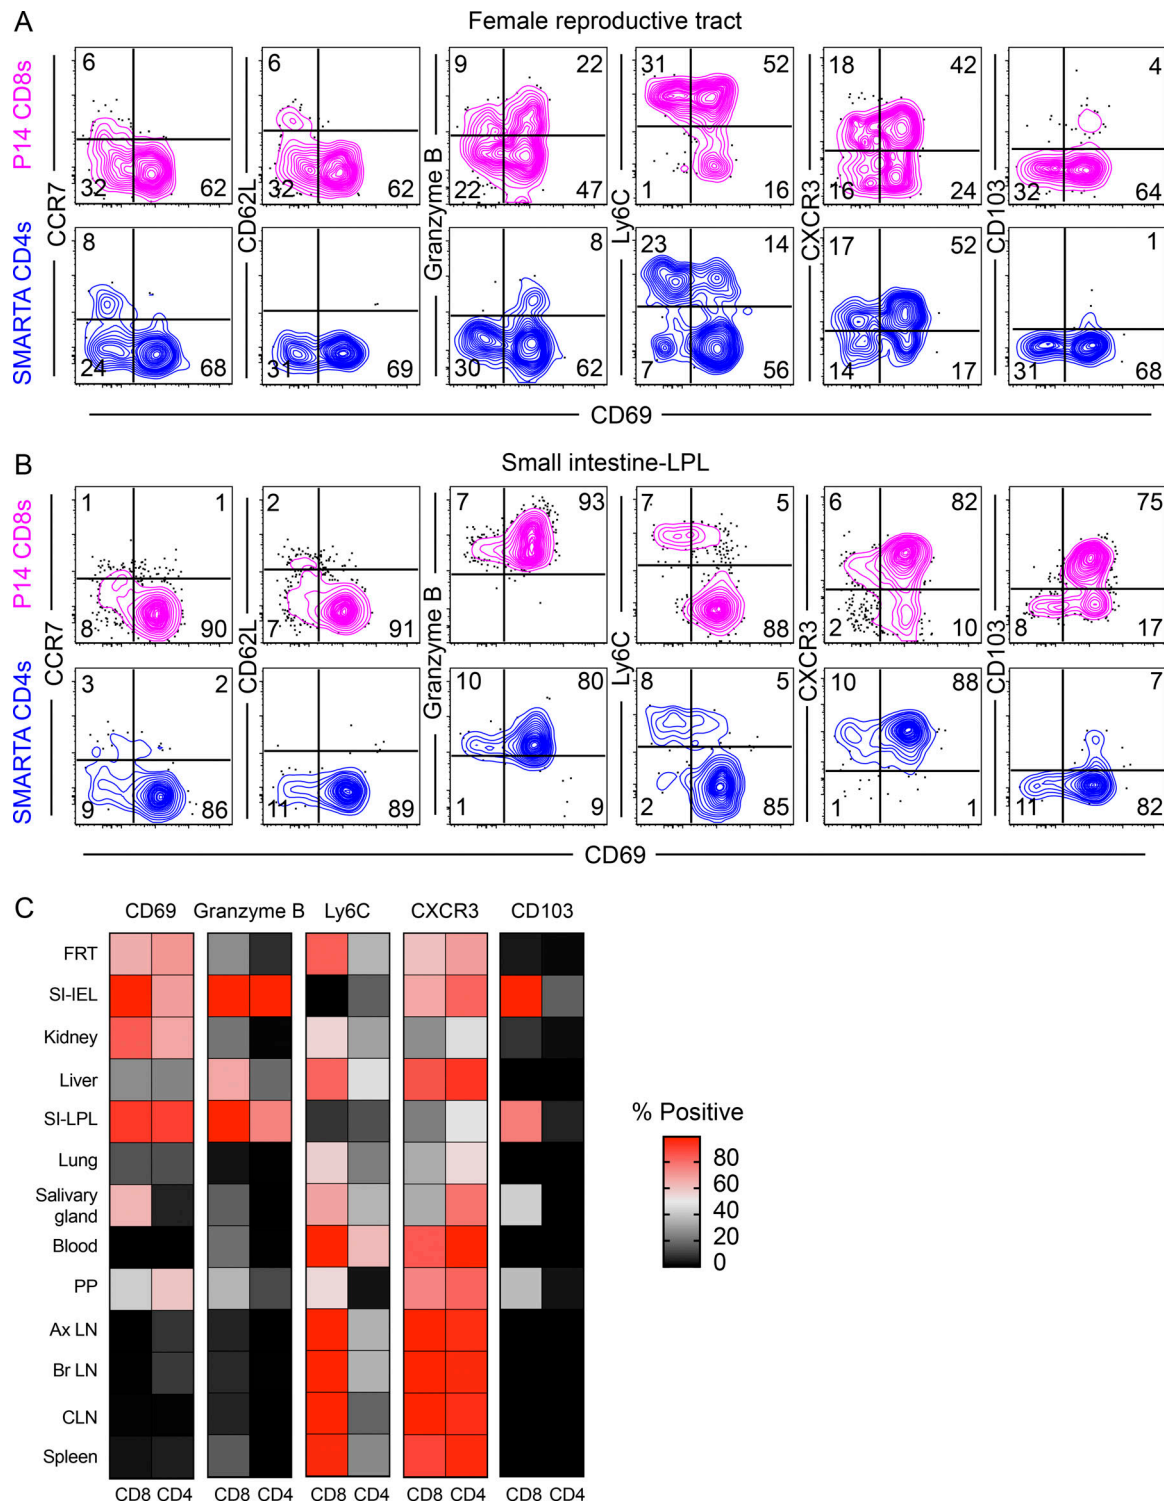 A
Female reproductive tract
P14 CD8s
CCR7
6
32
62
CD62L
6
32
62
Granzyme B
9
22
22
47
Ly6C
31
52
1
16
CXCR3
18
42
16
24
CD103
4
32
64
SMARTA CD4s
8
24
68
31
69
8
30
62
23
14
7
56
17
52
14
17
1
31
68
CD69
B
Small intestine-LPL
P14 CD8s
CCR7
1
1
8
90
CD62L
2
7
91
Granzyme B
7
93
Ly6C
7
5
88
CXCR3
6
82
2
10
CD103
75
8
17
SMARTA CD4s
3
2
9
86
11
89
10
80
1
9
8
5
2
85
10
88
1
1
7
11
82
CD69
C
CD69 Granzyme B Ly6C CXCR3 CD103
FRT
SI-IEL
Kidney
Liver
SI-LPL
Lung
Salivary
gland
Blood
PP
Ax LN
Br LN
CLN
Spleen
CD8 CD4 CD8 CD4 CD8 CD4 CD8 CD4 CD8 CD4
% Positive
80
60
40
20
0